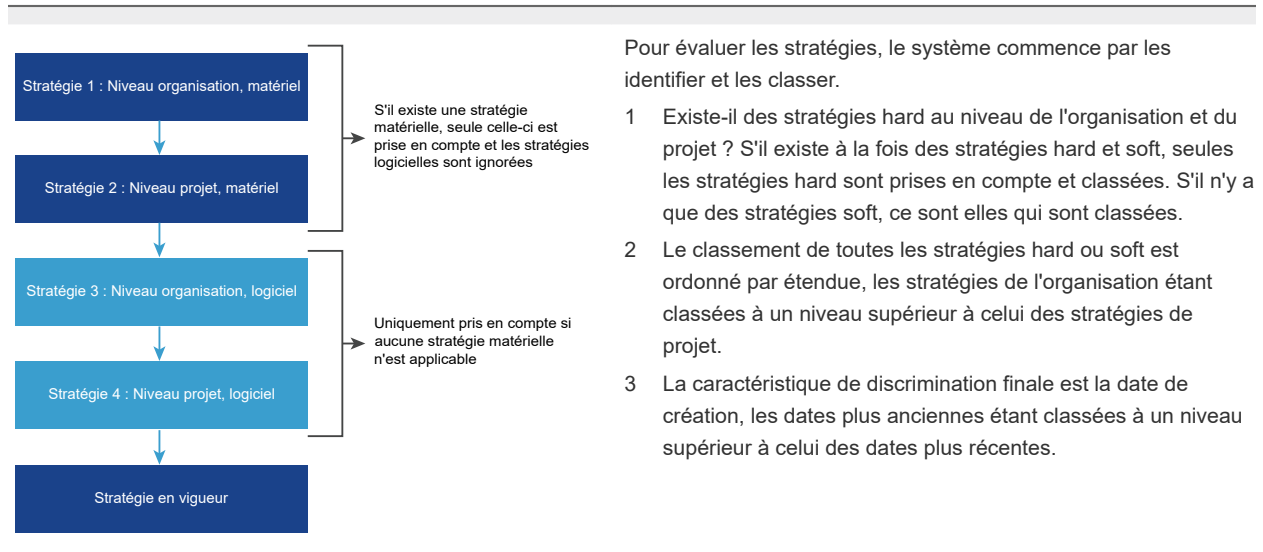 Stratégie 1 : Niveau organisation, matériel
Stratégie 2 : Niveau projet, matériel
S'il existe une stratégie
matérielle, seule celle-ci est
prise en compte et les stratégies
logicielles sont ignorées
Stratégie 3 : Niveau organisation, logiciel
Stratégie 4 : Niveau projet, logiciel
Uniquement pris en compte si
aucune stratégie matérielle
n'est applicable
Stratégie en vigueur
Pour évaluer les stratégies, le système commence par les
identifier et les classer.
1 Existe-il des stratégies hard au niveau de l'organisation et du
projet ? S'il existe à la fois des stratégies hard et soft, seules
les stratégies hard sont prises en compte et classées. S'il n'y a
que des stratégies soft, ce sont elles qui sont classées.
2 Le classement de toutes les stratégies hard ou soft est
ordonné par étendue, les stratégies de l'organisation étant
classées à un niveau supérieur à celui des stratégies de
projet.
3 La caractéristique de discrimination finale est la date de
création, les dates plus anciennes étant classées à un niveau
supérieur à celui des dates plus récentes.